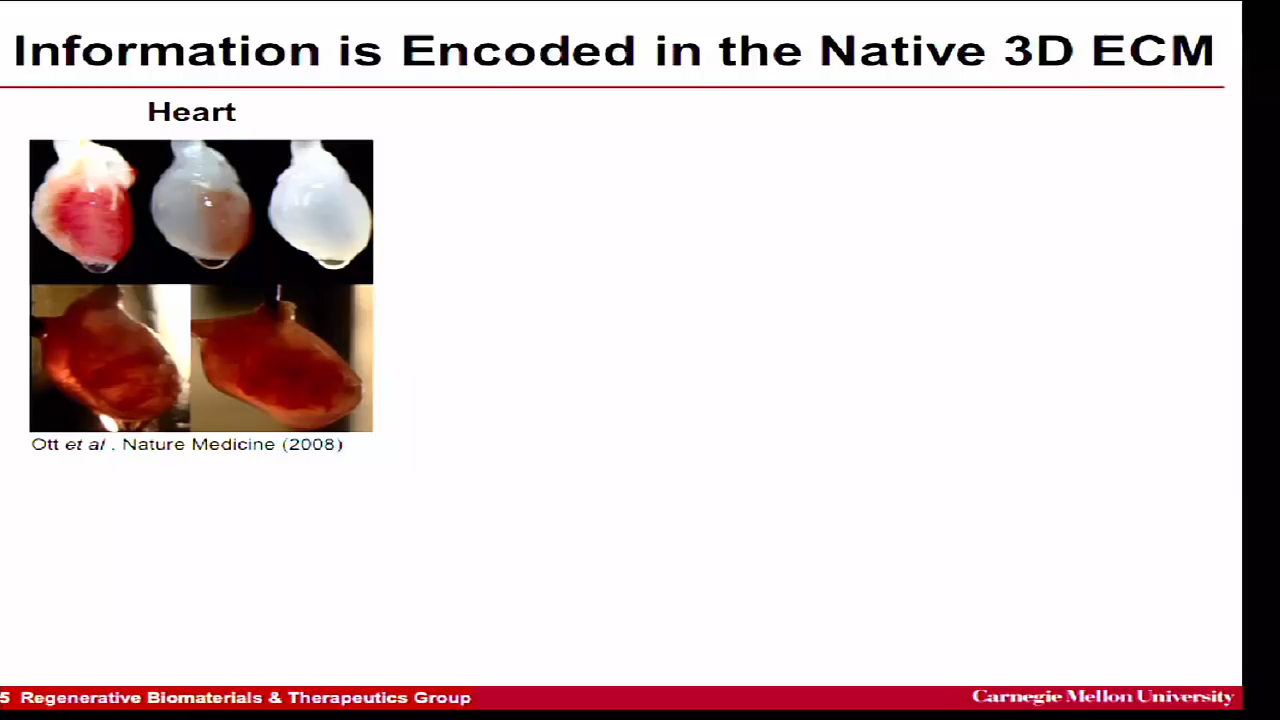 Information is Encoded in the Native 3D ECM
Heart
Ott et al . Nature Medicine (2008)
5 Regenerative Biomaterials & Therapeutics Group
Carnegie Mellon University